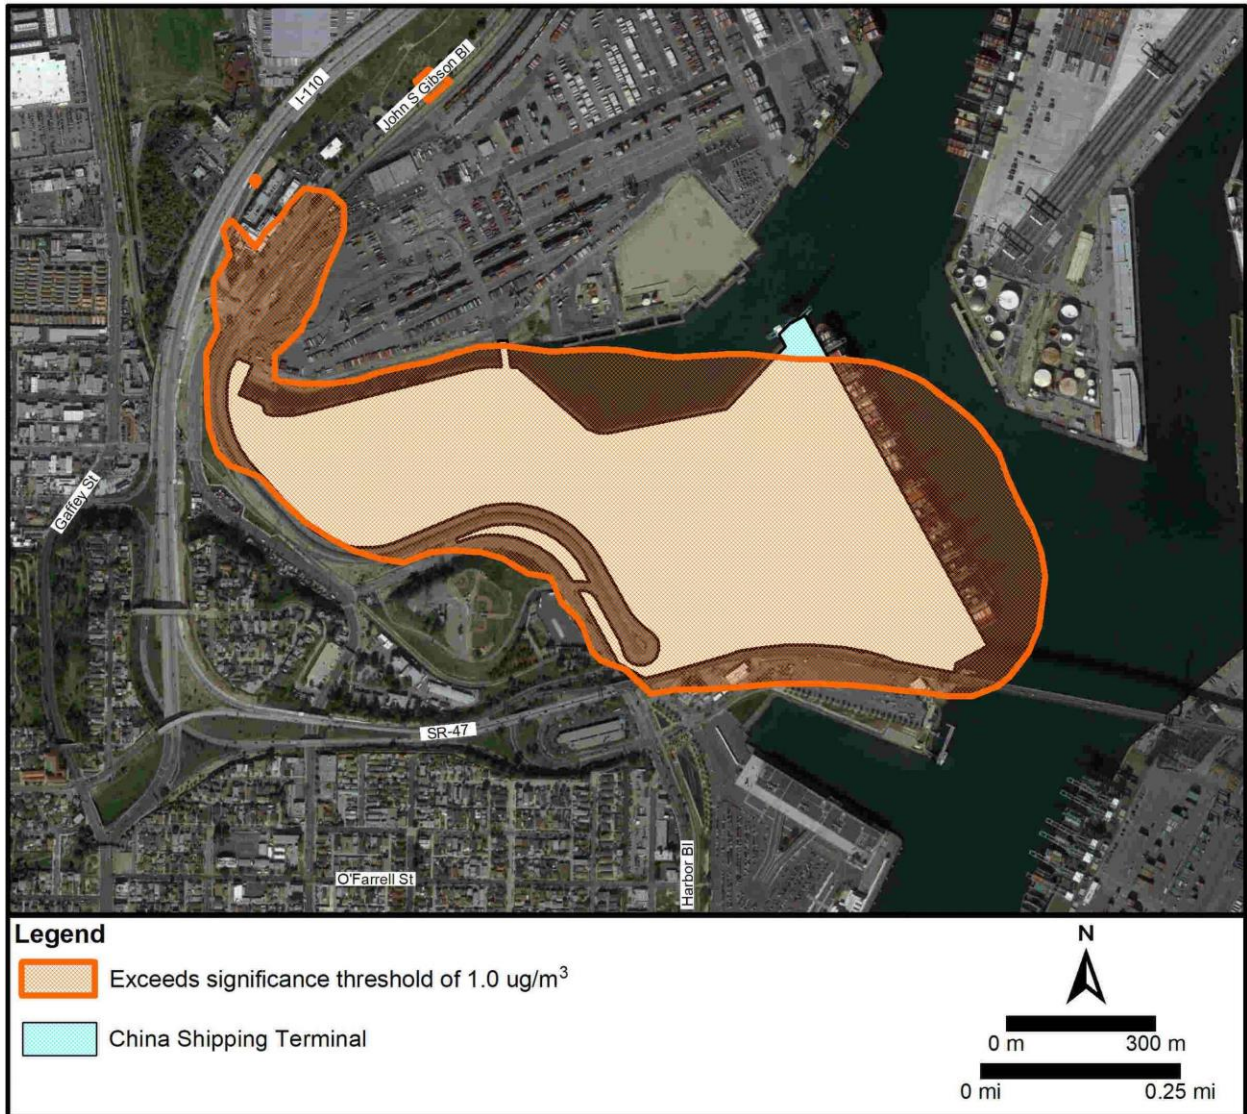 I-110
John S Gibson Bl
Gaffey St
SR-47
O'Farrell St
Harbor Bl
Legend
Exceeds significance threshold of 1.0 ug/m³
China Shipping Terminal
N
0 m 300 m
0 mi 0.25 mi